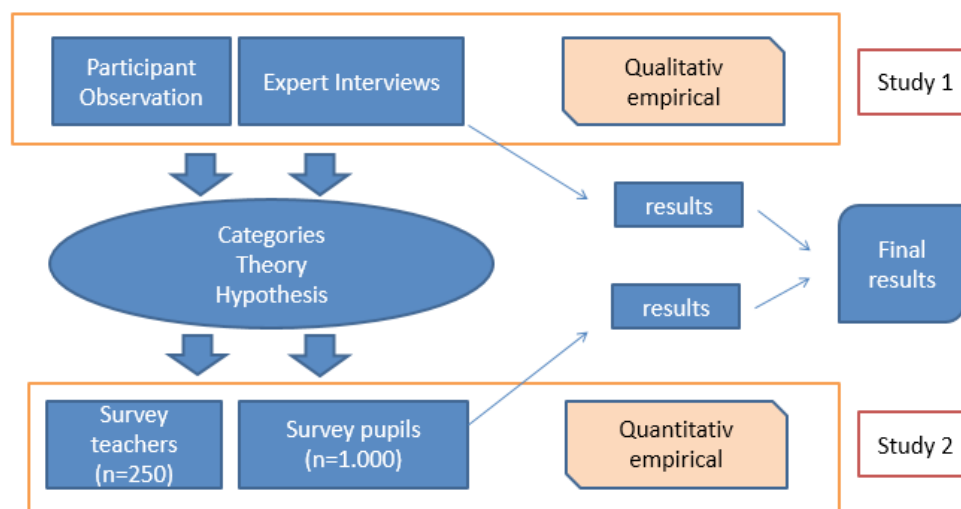 Participant
Observation
Expert Interviews
Qualitativ
empirical
Study 1
results
Categories
Theory
Hypothesis
Final
results
results
Survey
teachers
(n=250)
Survey pupils
(n=1.000)
Quantitativ
empirical
Study 2